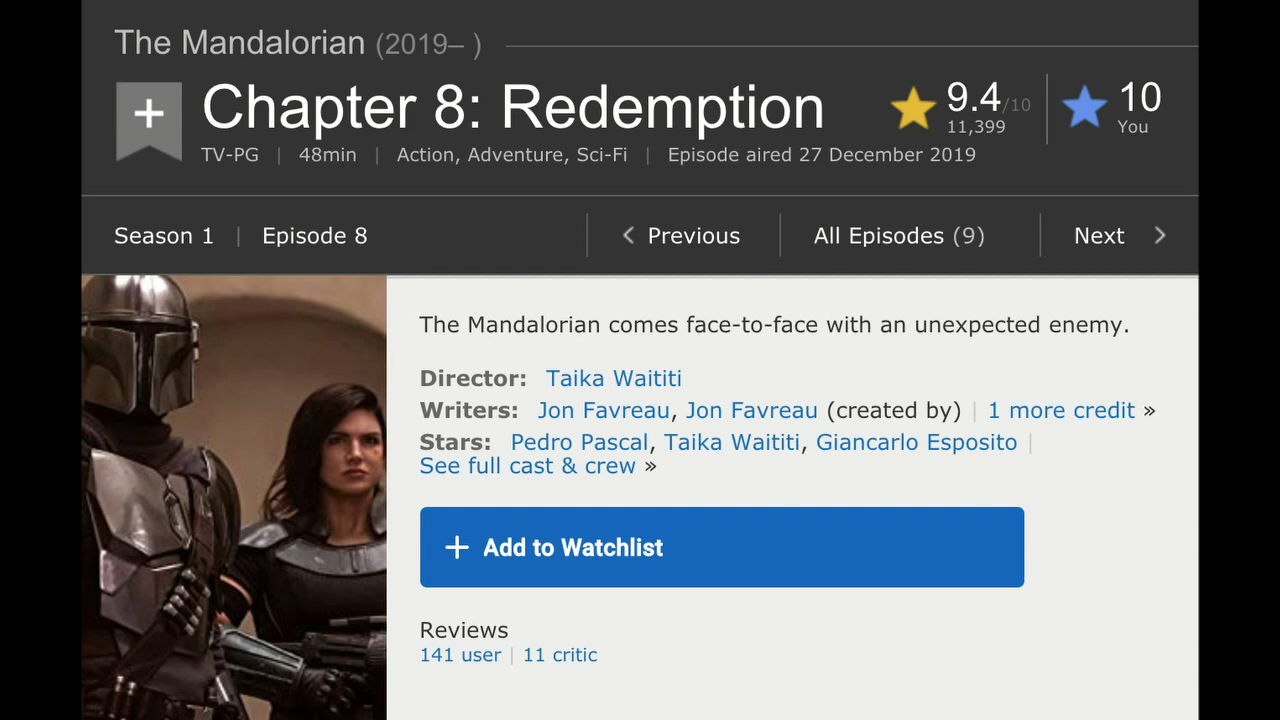 The Mandalorian (2019– )
Chapter 8: Redemption
9.4/10
11,399
10
You
TV-PG | 48min | Action, Adventure, Sci-Fi | Episode aired 27 December 2019
Season 1 | Episode 8
Previous
All Episodes (9)
Next
The Mandalorian comes face-to-face with an unexpected enemy.
Director: Taika Waititi
Writers: Jon Favreau, Jon Favreau (created by) | 1 more credit »
Stars: Pedro Pascal, Taika Waititi, Giancarlo Esposito |
See full cast & crew »
+ Add to Watchlist
Reviews
141 user | 11 critic